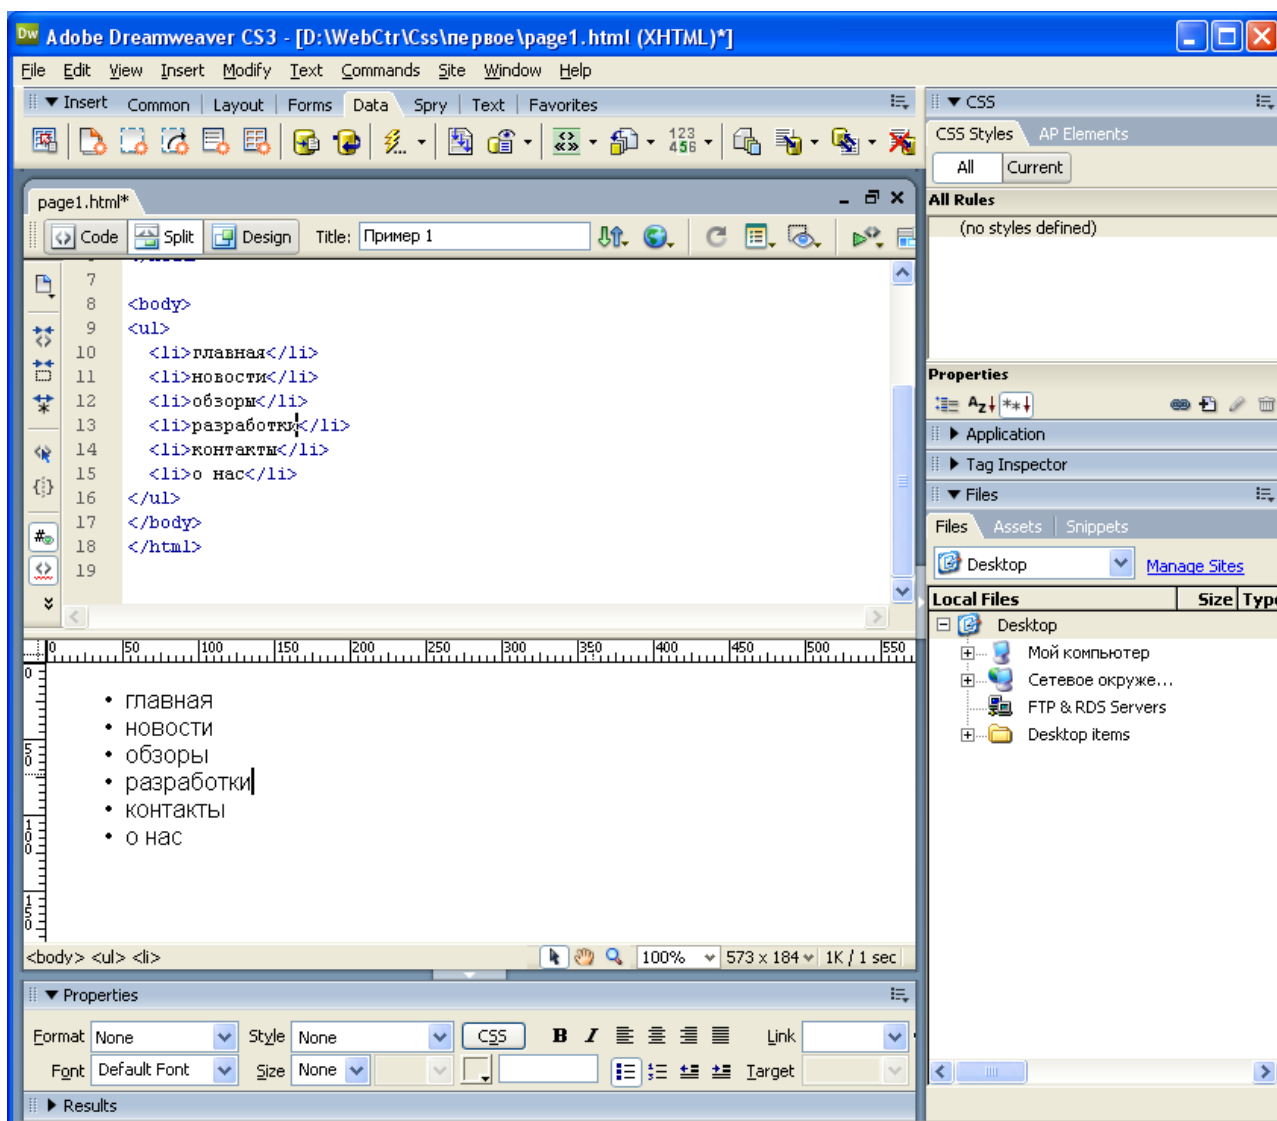 Dw Adobe Dreamweaver CS3 - [D:\WebCtr\Css\первое\page1.html (XHTML)*]
File Edit View Insert Modify Text Commands Site Window Help
▼ Insert Common Layout Forms Data Spry Text Favorites
page1.html*
Code Split Design Title: Пример 1
7
8 <body>
9 <ul>
10 <li>главная</li>
11 <li>новости</li>
12 <li>обзоры</li>
13 <li>разработки</li>
14 <li>контакты</li>
15 <li>о нас</li>
16 </ul>
17 </body>
18 </html>
19
0 50 100 150 200 250 300 350 400 450 500 550
0
50
100
150
• главная
• новости
• обзоры
• разработки
• контакты
• о нас
<body> <ul> <li> 100% 573 x 184 1K / 1 sec
▼ Properties
Format None Style None CSS B I Link
Font Default Font Size None Target
▶ Results
▼ CSS
CSS Styles AP Elements
All Current
All Rules
(no styles defined)
Properties
Az↓ **↓
▶ Application
▶ Tag Inspector
▼ Files
Files Assets Snippets
Desktop Manage Sites
Local Files Size Type
Desktop
Мой компьютер
Сетевое окруже...
FTP & RDS Servers
Desktop items